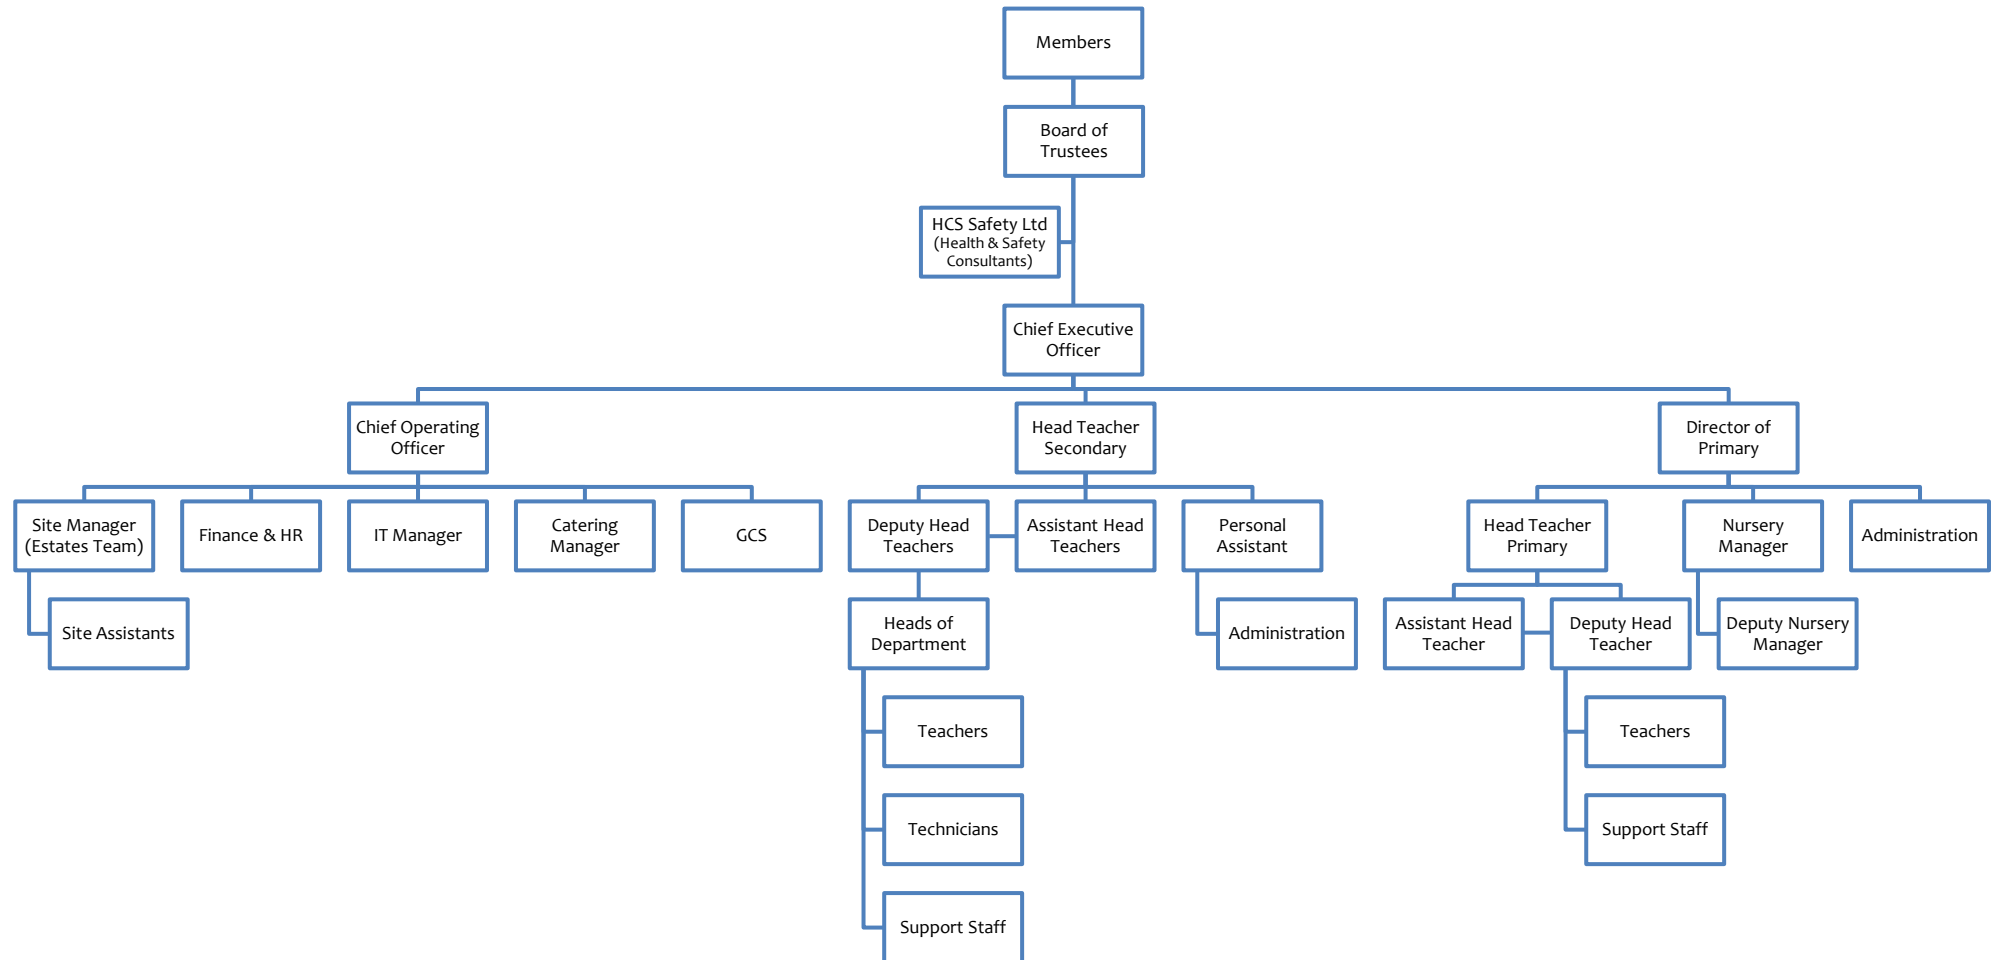 Members
Board of
Trustees
HCS Safety Ltd
(Health & Safety
Consultants)
Chief Executive
Officer
Chief Operating
Officer
Head Teacher
Secondary
Director of
Primary
Site Manager
(Estates Team)
Finance & HR
IT Manager
Catering
Manager
GCS
Deputy Head
Teachers
Assistant Head
Teachers
Personal
Assistant
Head Teacher
Primary
Nursery
Manager
Administration
Site Assistants
Heads of
Department
Administration
Assistant Head
Teacher
Deputy Head
Teacher
Deputy Nursery
Manager
Teachers
Teachers
Technicians
Support Staff
Support Staff